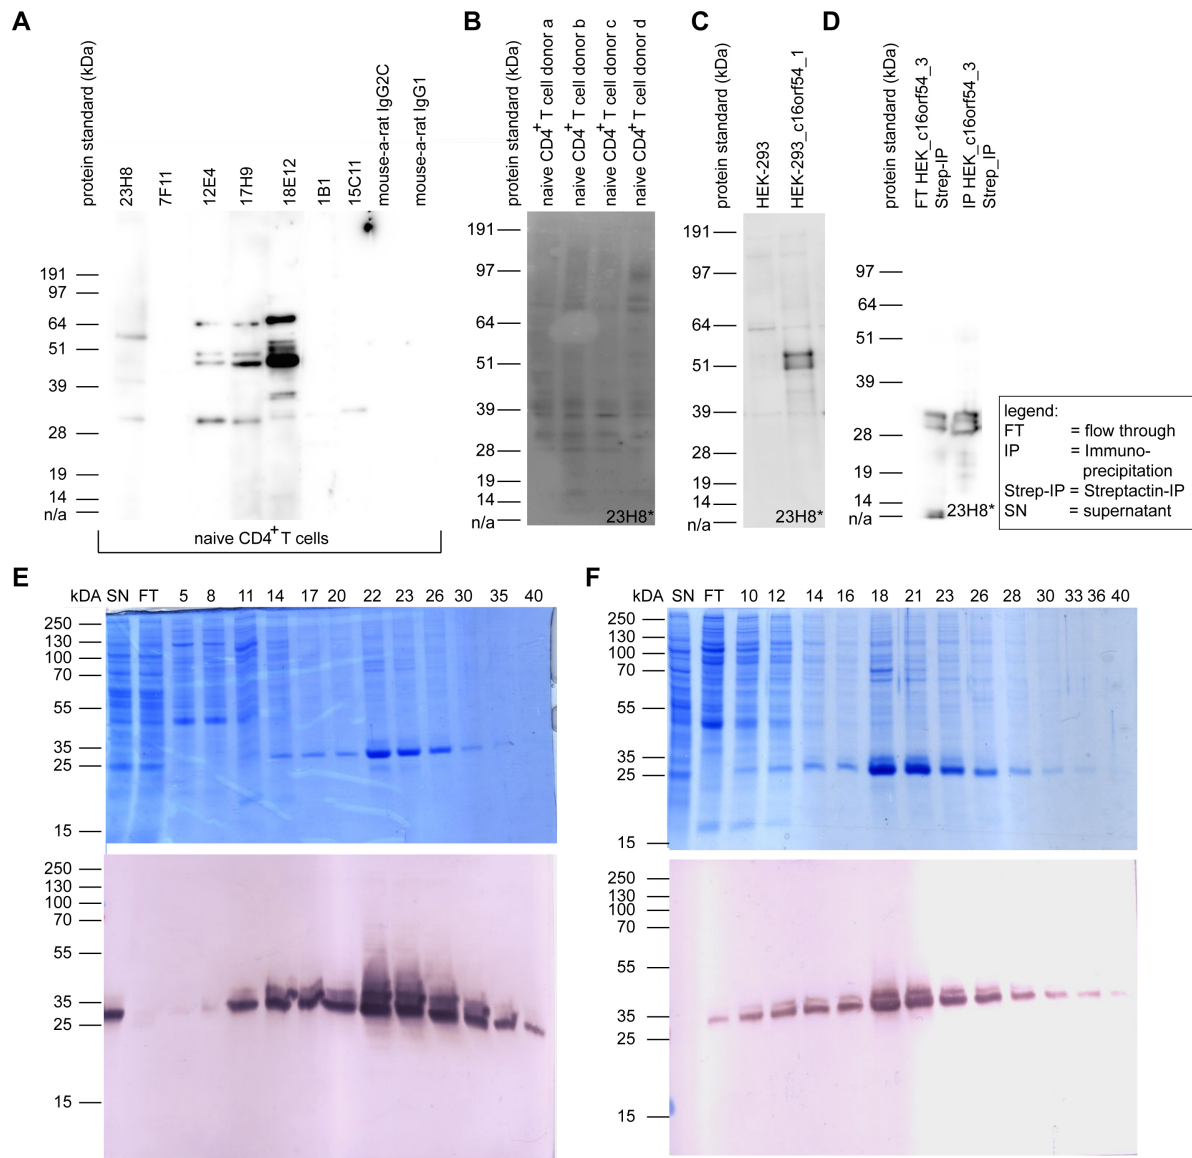 A
protein standard (kDa)
23H8
7F11
12E4
17H9
18E12
1B1
15C11
mouse-a-rat IgG2C
mouse-a-rat IgG1
191
97
64
51
39
28
19
14
n/a
naive CD4+ T cells
B
protein standard (kDa)
naive CD4+ T cell donor a
naive CD4+ T cell donor b
naive CD4+ T cell donor c
naive CD4+ T cell donor d
191
97
64
51
39
28
19
14
n/a
23H8*
C
protein standard (kDa)
HEK-293
HEK-293_c16orf54_1
191
97
64
51
39
28
19
14
n/a
23H8*
D
protein standard (kDa)
FT HEK_c16orf54_3
Strep-IP
IP HEK_c16orf54_3
Strep_IP
97
64
51
39
28
19
14
n/a
23H8*
legend:
FT = flow through
IP = Immuno-
precipitation
Strep-IP = Streptactin-IP
SN = supernatant
E
kDA SN FT 5 8 11 14 17 20 22 23 26 30 35 40
250
130
100
70
55
35
25
15
250
130
100
70
55
35
25
15
F
kDA SN FT 10 12 14 16 18 21 23 26 28 30 33 36 40
250
130
100
70
55
35
25
15
250
130
100
70
55
35
25
15